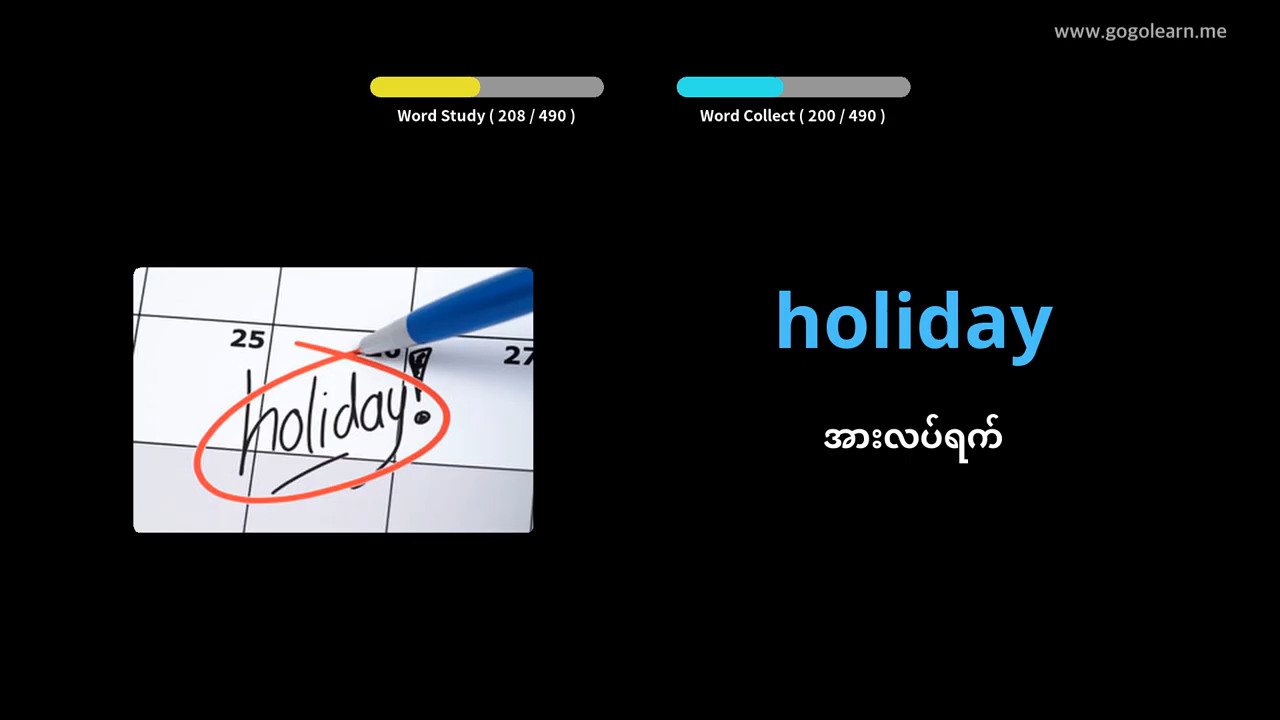 www.gogolearn.me
Word Study ( 208 / 490 )
Word Collect ( 200 / 490 )
25
27
holiday!
holiday
အားလပ်ရက်